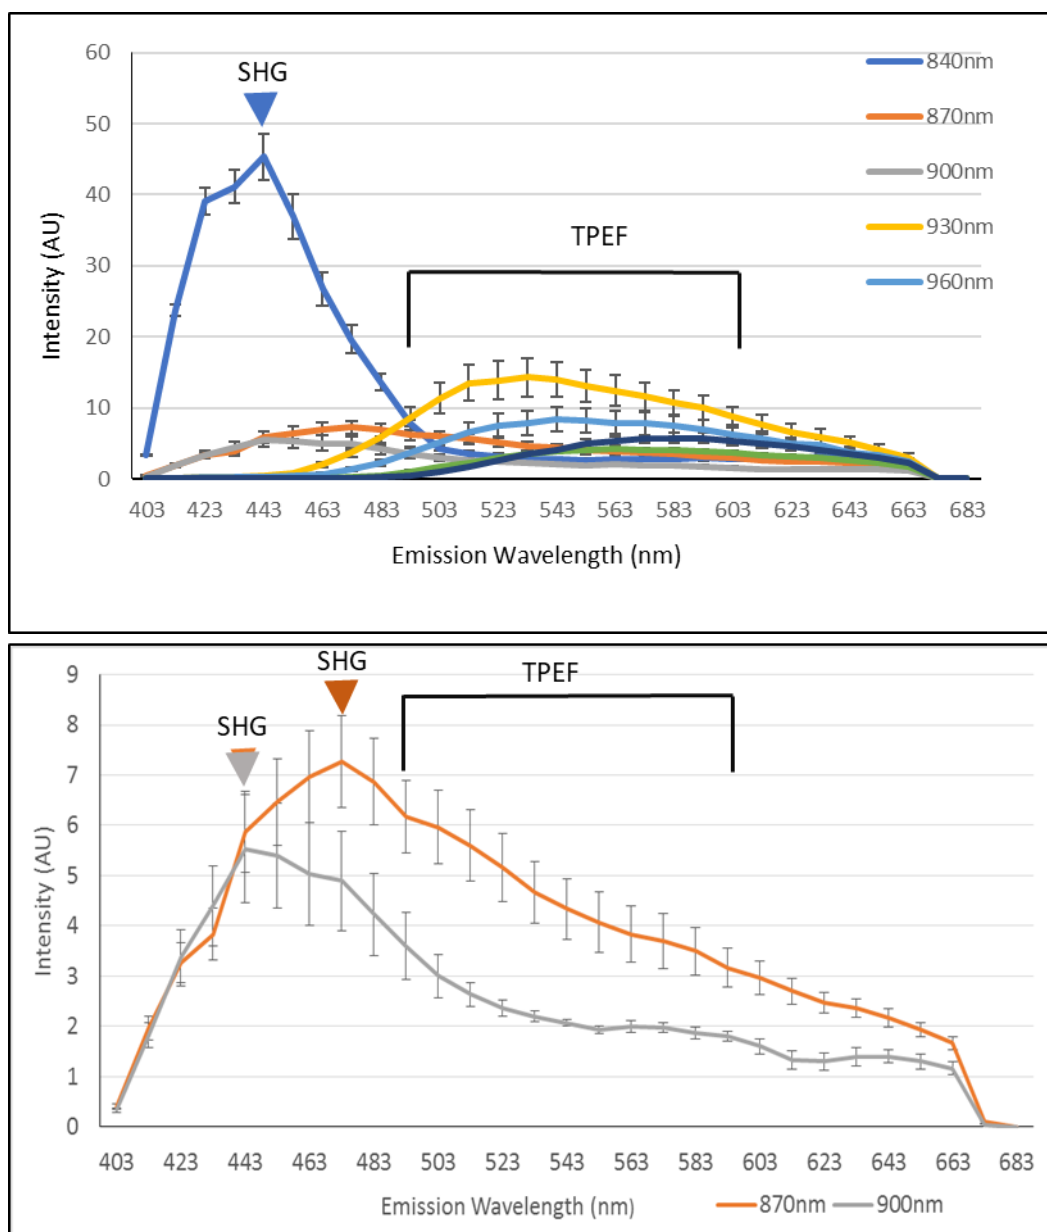 60
SHG
840nm
50
870nm
40
900nm
TPEF
930nm
30
960nm
20
10
0
Intensity (AU)
403 423 443 463 483 503 523 543 563 583 603 623 643 663 683
Emission Wavelength (nm)
SHG
TPEF
9
SHG
8
7
6
5
4
3
2
1
0
Intensity (AU)
403 423 443 463 483 503 523 543 563 583 603 623 643 663 683
Emission Wavelength (nm)
870nm 900nm